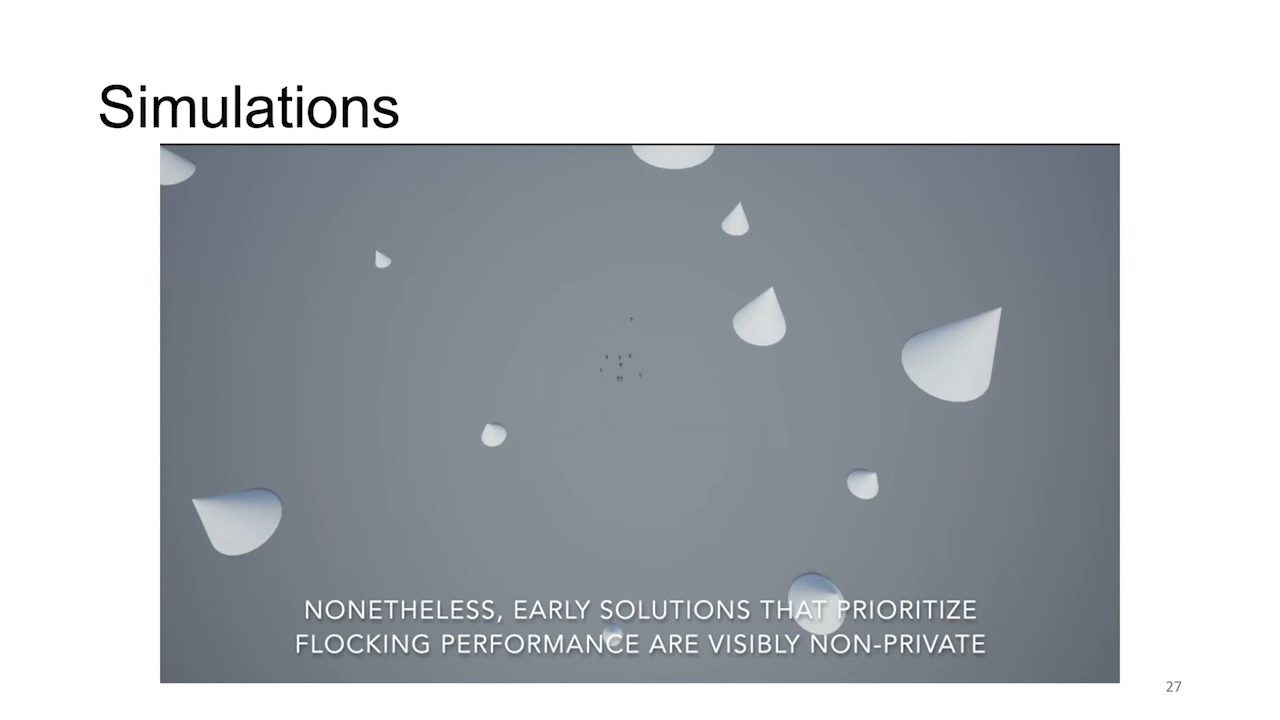 Simulations
NONETHELESS, EARLY SOLUTIONS THAT PRIORITIZE
FLOCKING PERFORMANCE ARE VISIBLY NON-PRIVATE
27